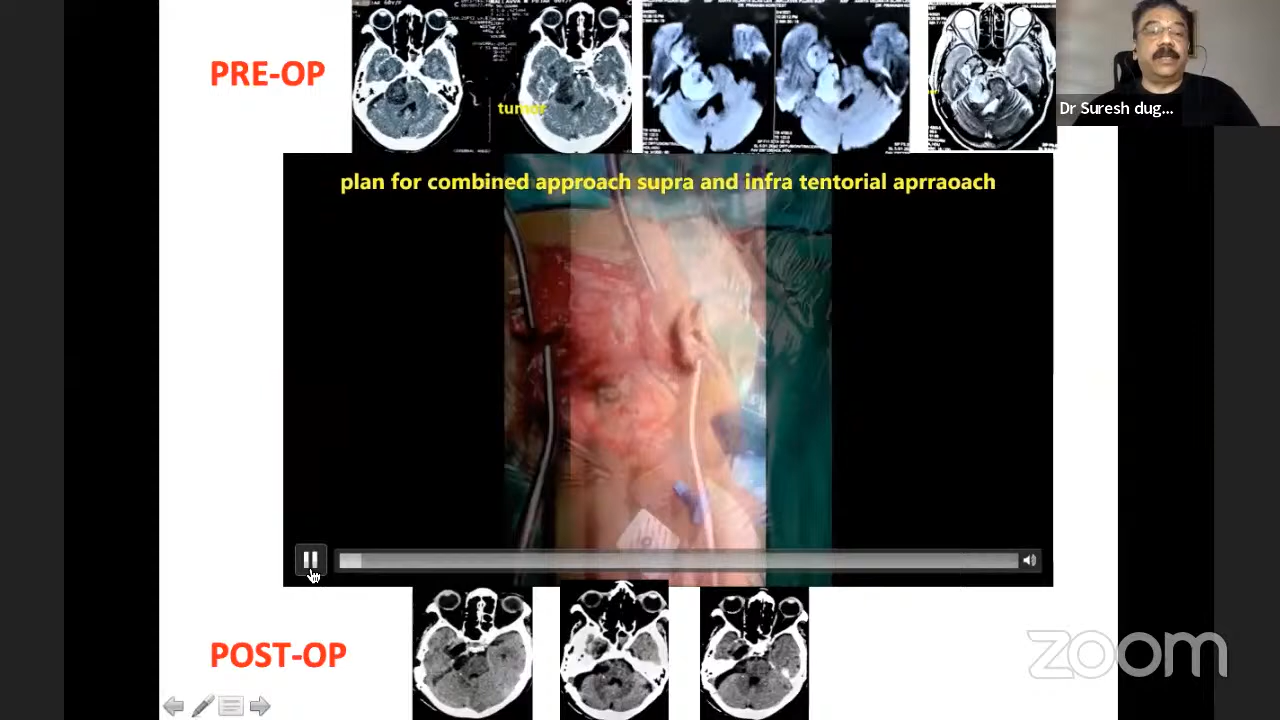 PRE-OP
tumor
Dr Suresh dug...
plan for combined approach supra and infra tentorial aprraoach
POST-OP
zoom